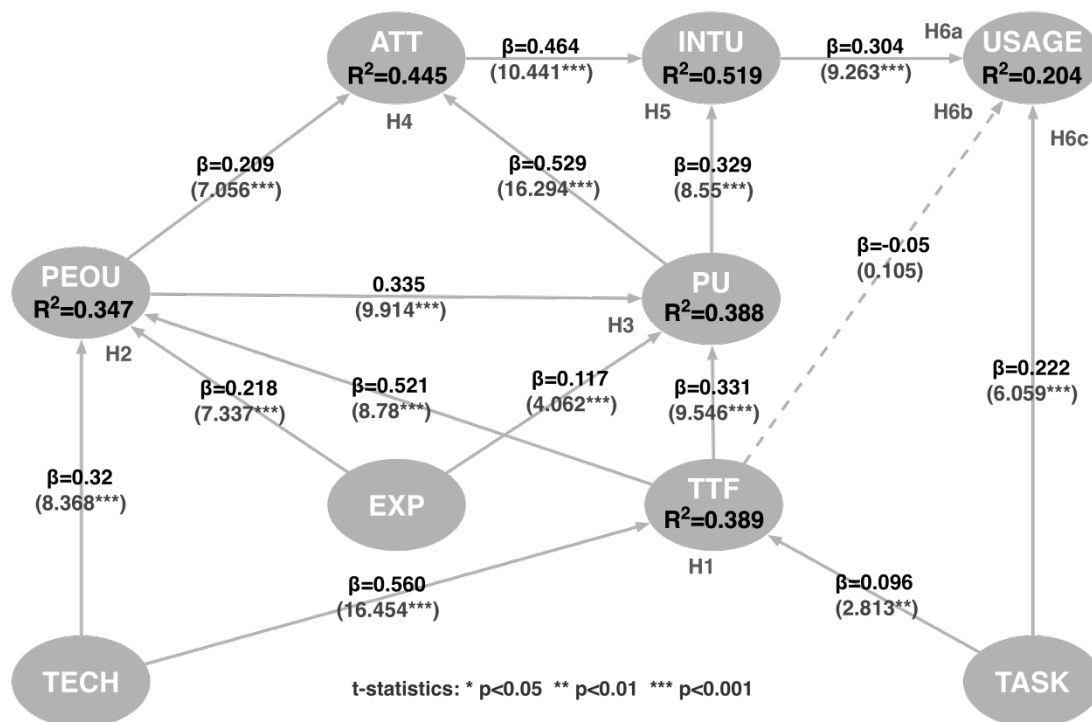 ATT
R²=0.445
β=0.464
(10.441***)
INTU
R²=0.519
β=0.304
(9.263***)
H6a
USAGE
R²=0.204
H4
H5
H6b
H6c
β=0.209
(7.056***)
β=0.529
(16.294***)
β=0.329
(8.55***)
β=-0.05
(0.105)
PEOU
R²=0.347
0.335
(9.914***)
PU
R²=0.388
H3
H2
β=0.218
(7.337***)
β=0.521
(8.78***)
β=0.117
(4.062***)
β=0.331
(9.546***)
β=0.222
(6.059***)
β=0.32
(8.368***)
EXP
TTF
R²=0.389
H1
β=0.560
(16.454***)
β=0.096
(2.813**)
TECH
t-statistics: * p<0.05 ** p<0.01 *** p<0.001
TASK